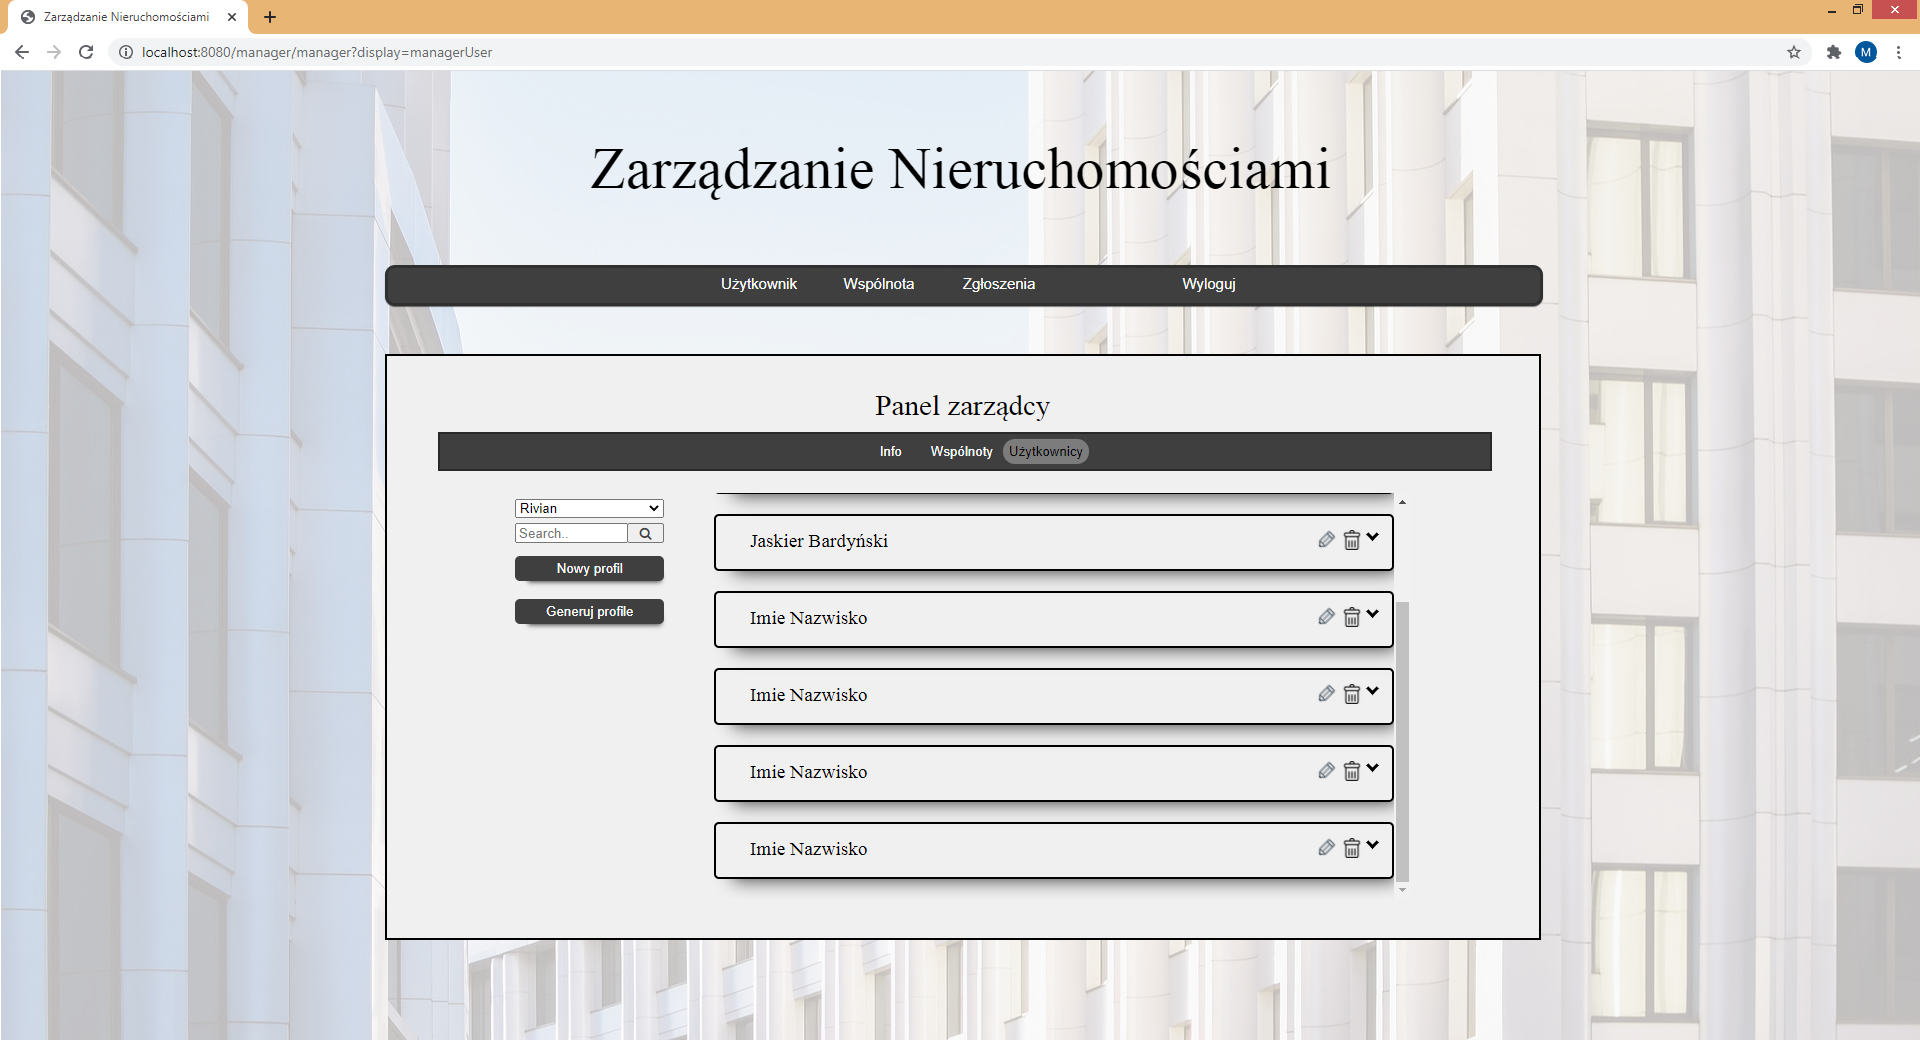 Zarządzanie Nieruchomościami
localhost:8080/manager/manager?display=managerUser
M
Zarządzanie Nieruchomościami
Użytkownik Wspólnota Zgłoszenia Wyloguj
Panel zarządcy
Info Wspólnoty Użytkownicy
Rivian
Search..
Nowy profil
Generuj profile
Jaskier Bardyński
Imie Nazwisko
Imie Nazwisko
Imie Nazwisko
Imie Nazwisko